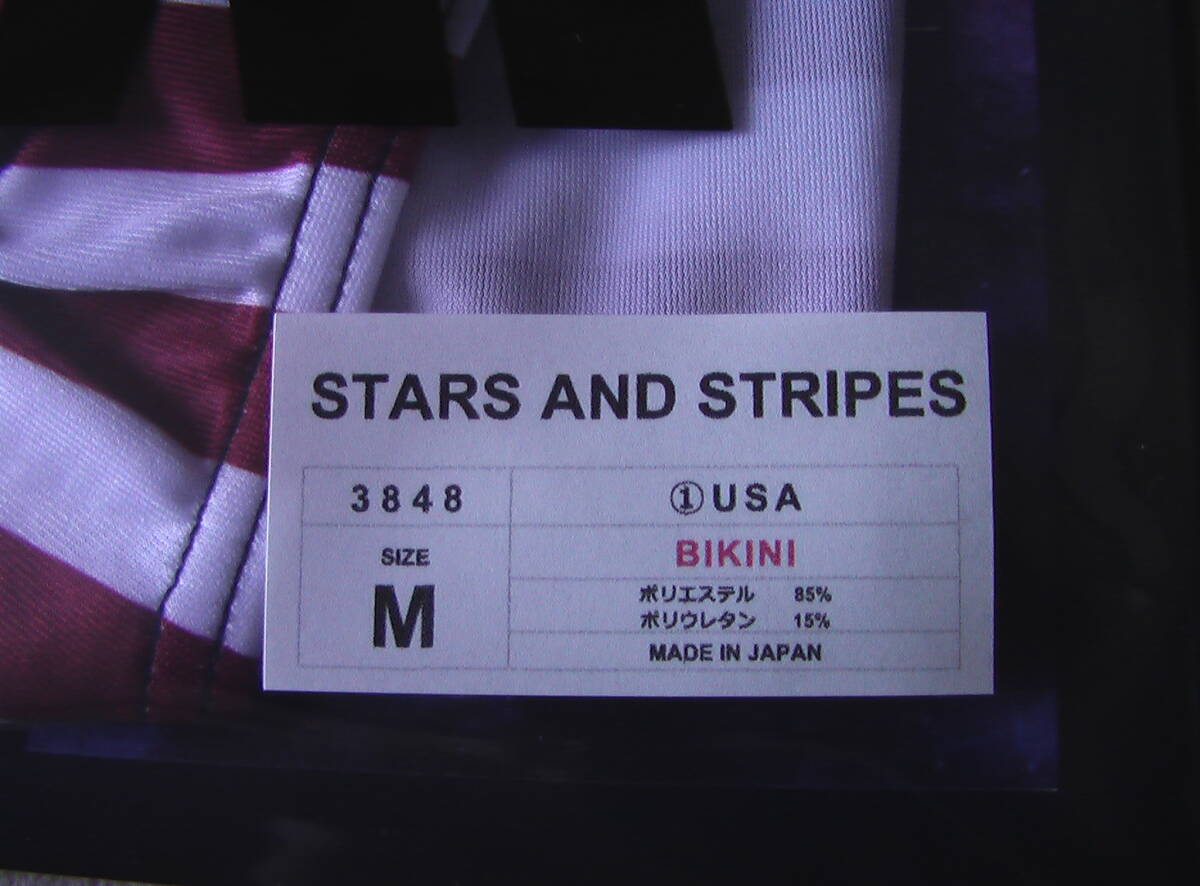 STARS AND STRIPES
3848
①USA
SIZE
M
BIKINI
ポリエステル 85%
ポリウレタン 15%
MADE IN JAPAN